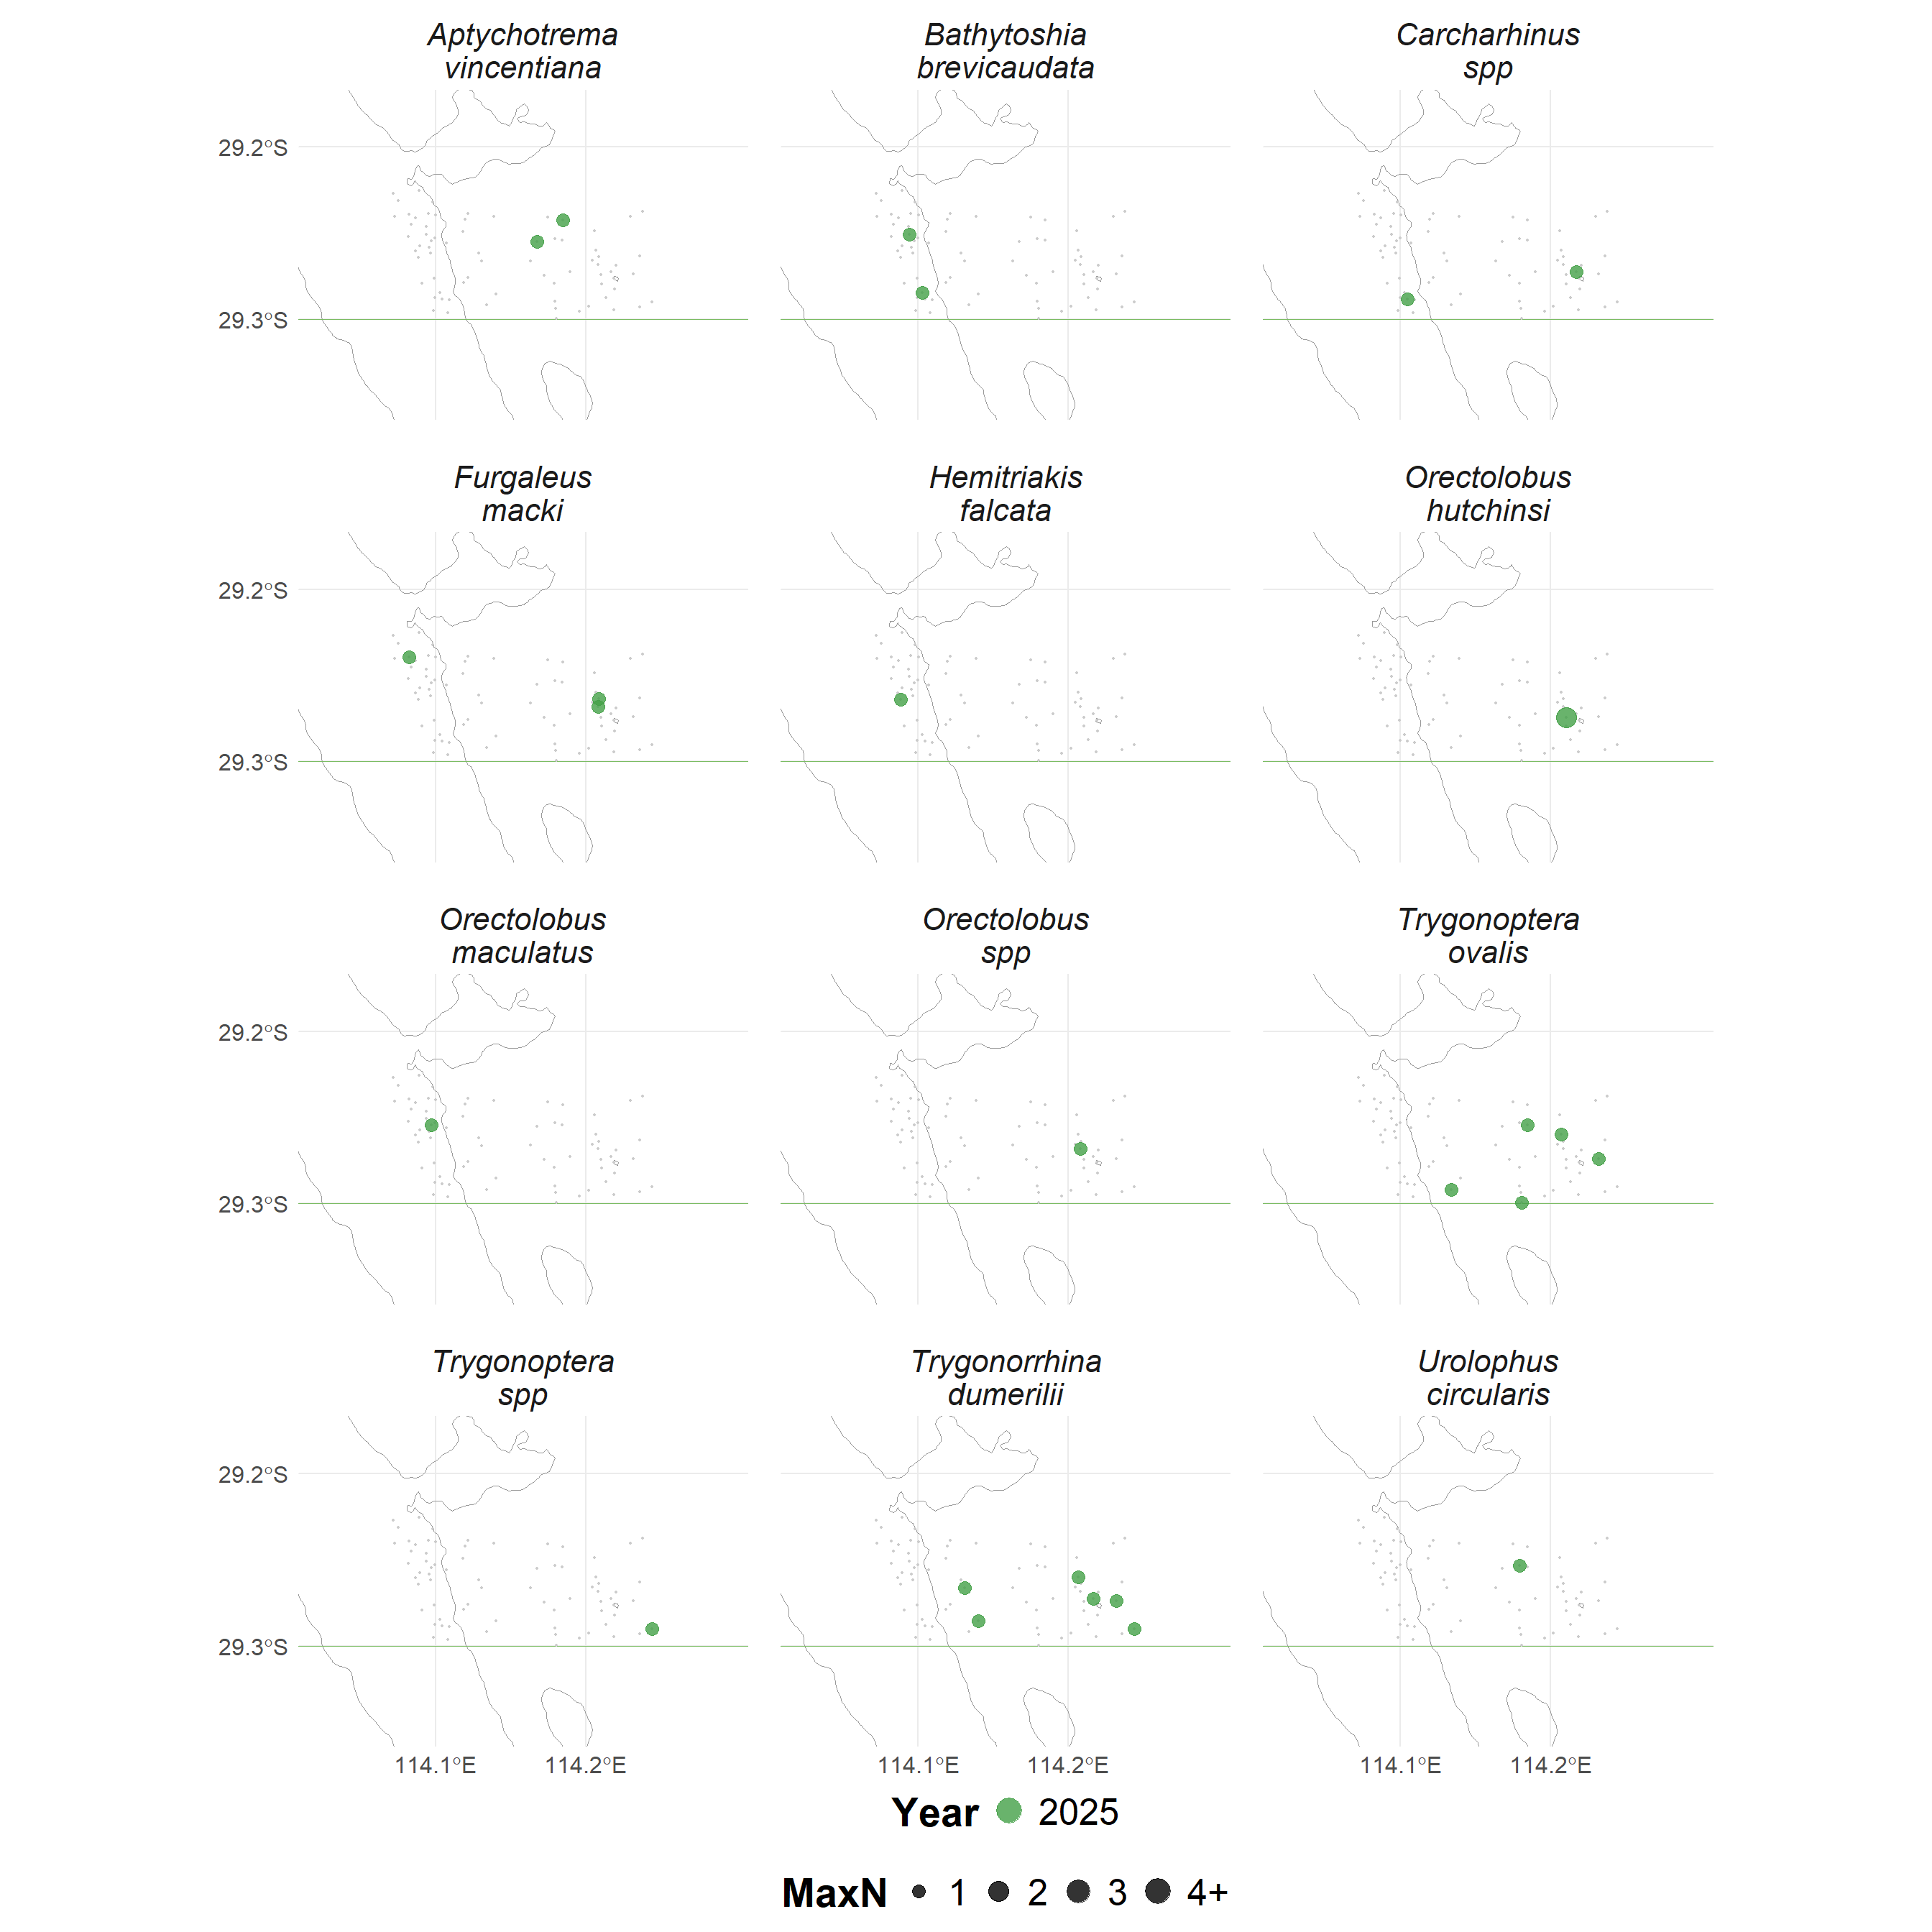 Aptychotrema
vincentiana
Bathytoshia
brevicaudata
Carcharhinus
spp
29.2°S
29.3°S
Furgaleus
macki
Hemitriakis
falcata
Orectolobus
hutchinsi
29.2°S
29.3°S
Orectolobus
maculatus
Orectolobus
spp
Trygonoptera
ovalis
29.2°S
29.3°S
Trygonoptera
spp
Trygonorrhina
dumerilii
Urolophus
circularis
29.2°S
29.3°S
114.1°E 114.2°E 114.1°E 114.2°E 114.1°E 114.2°E
Year 2025
MaxN 1 2 3 4+